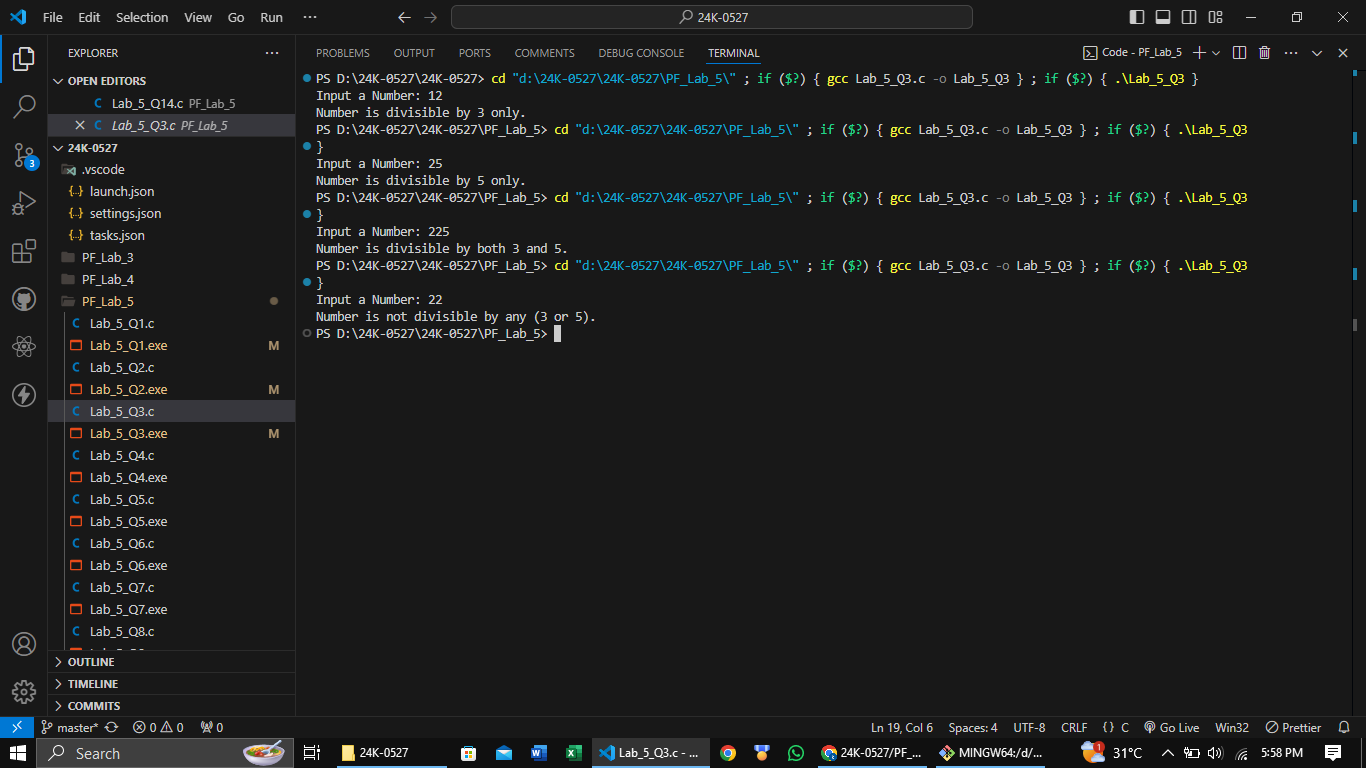 File Edit Selection View Go Run ··· 24K-0527
EXPLORER ···
OPEN EDITORS
Lab_5_Q14.c PF_Lab_5
Lab_5_Q3.c PF_Lab_5
24K-0527
.vscode
launch.json
settings.json
tasks.json
PF_Lab_3
PF_Lab_4
PF_Lab_5
Lab_5_Q1.c
Lab_5_Q1.exe M
Lab_5_Q2.c
Lab_5_Q2.exe M
Lab_5_Q3.c
Lab_5_Q3.exe M
Lab_5_Q4.c
Lab_5_Q4.exe
Lab_5_Q5.c
Lab_5_Q5.exe
Lab_5_Q6.c
Lab_5_Q6.exe
Lab_5_Q7.c
Lab_5_Q7.exe
Lab_5_Q8.c
OUTLINE
TIMELINE
COMMITS
3
PROBLEMS OUTPUT PORTS COMMENTS DEBUG CONSOLE TERMINAL Code - PF_Lab_5
PS D:\24K-0527\24K-0527> cd "d:\24K-0527\24K-0527\PF_Lab_5\" ; if ($?) { gcc Lab_5_Q3.c -o Lab_5_Q3 } ; if ($?) { .\Lab_5_Q3 }
Input a Number: 12
Number is divisible by 3 only.
PS D:\24K-0527\24K-0527\PF_Lab_5> cd "d:\24K-0527\24K-0527\PF_Lab_5\" ; if ($?) { gcc Lab_5_Q3.c -o Lab_5_Q3 } ; if ($?) { .\Lab_5_Q3
}
Input a Number: 25
Number is divisible by 5 only.
PS D:\24K-0527\24K-0527\PF_Lab_5> cd "d:\24K-0527\24K-0527\PF_Lab_5\" ; if ($?) { gcc Lab_5_Q3.c -o Lab_5_Q3 } ; if ($?) { .\Lab_5_Q3
}
Input a Number: 225
Number is divisible by both 3 and 5.
PS D:\24K-0527\24K-0527\PF_Lab_5> cd "d:\24K-0527\24K-0527\PF_Lab_5\" ; if ($?) { gcc Lab_5_Q3.c -o Lab_5_Q3 } ; if ($?) { .\Lab_5_Q3
}
Input a Number: 22
Number is not divisible by any (3 or 5).
PS D:\24K-0527\24K-0527\PF_Lab_5>
master* 0 0 0 Ln 19, Col 6 Spaces: 4 UTF-8 CRLF { } C Go Live Win32 Prettier
Search 24K-0527 Lab_5_Q3.c - ... 24K-0527/PF_... MINGW64:/d/... 1 31°C 5:58 PM